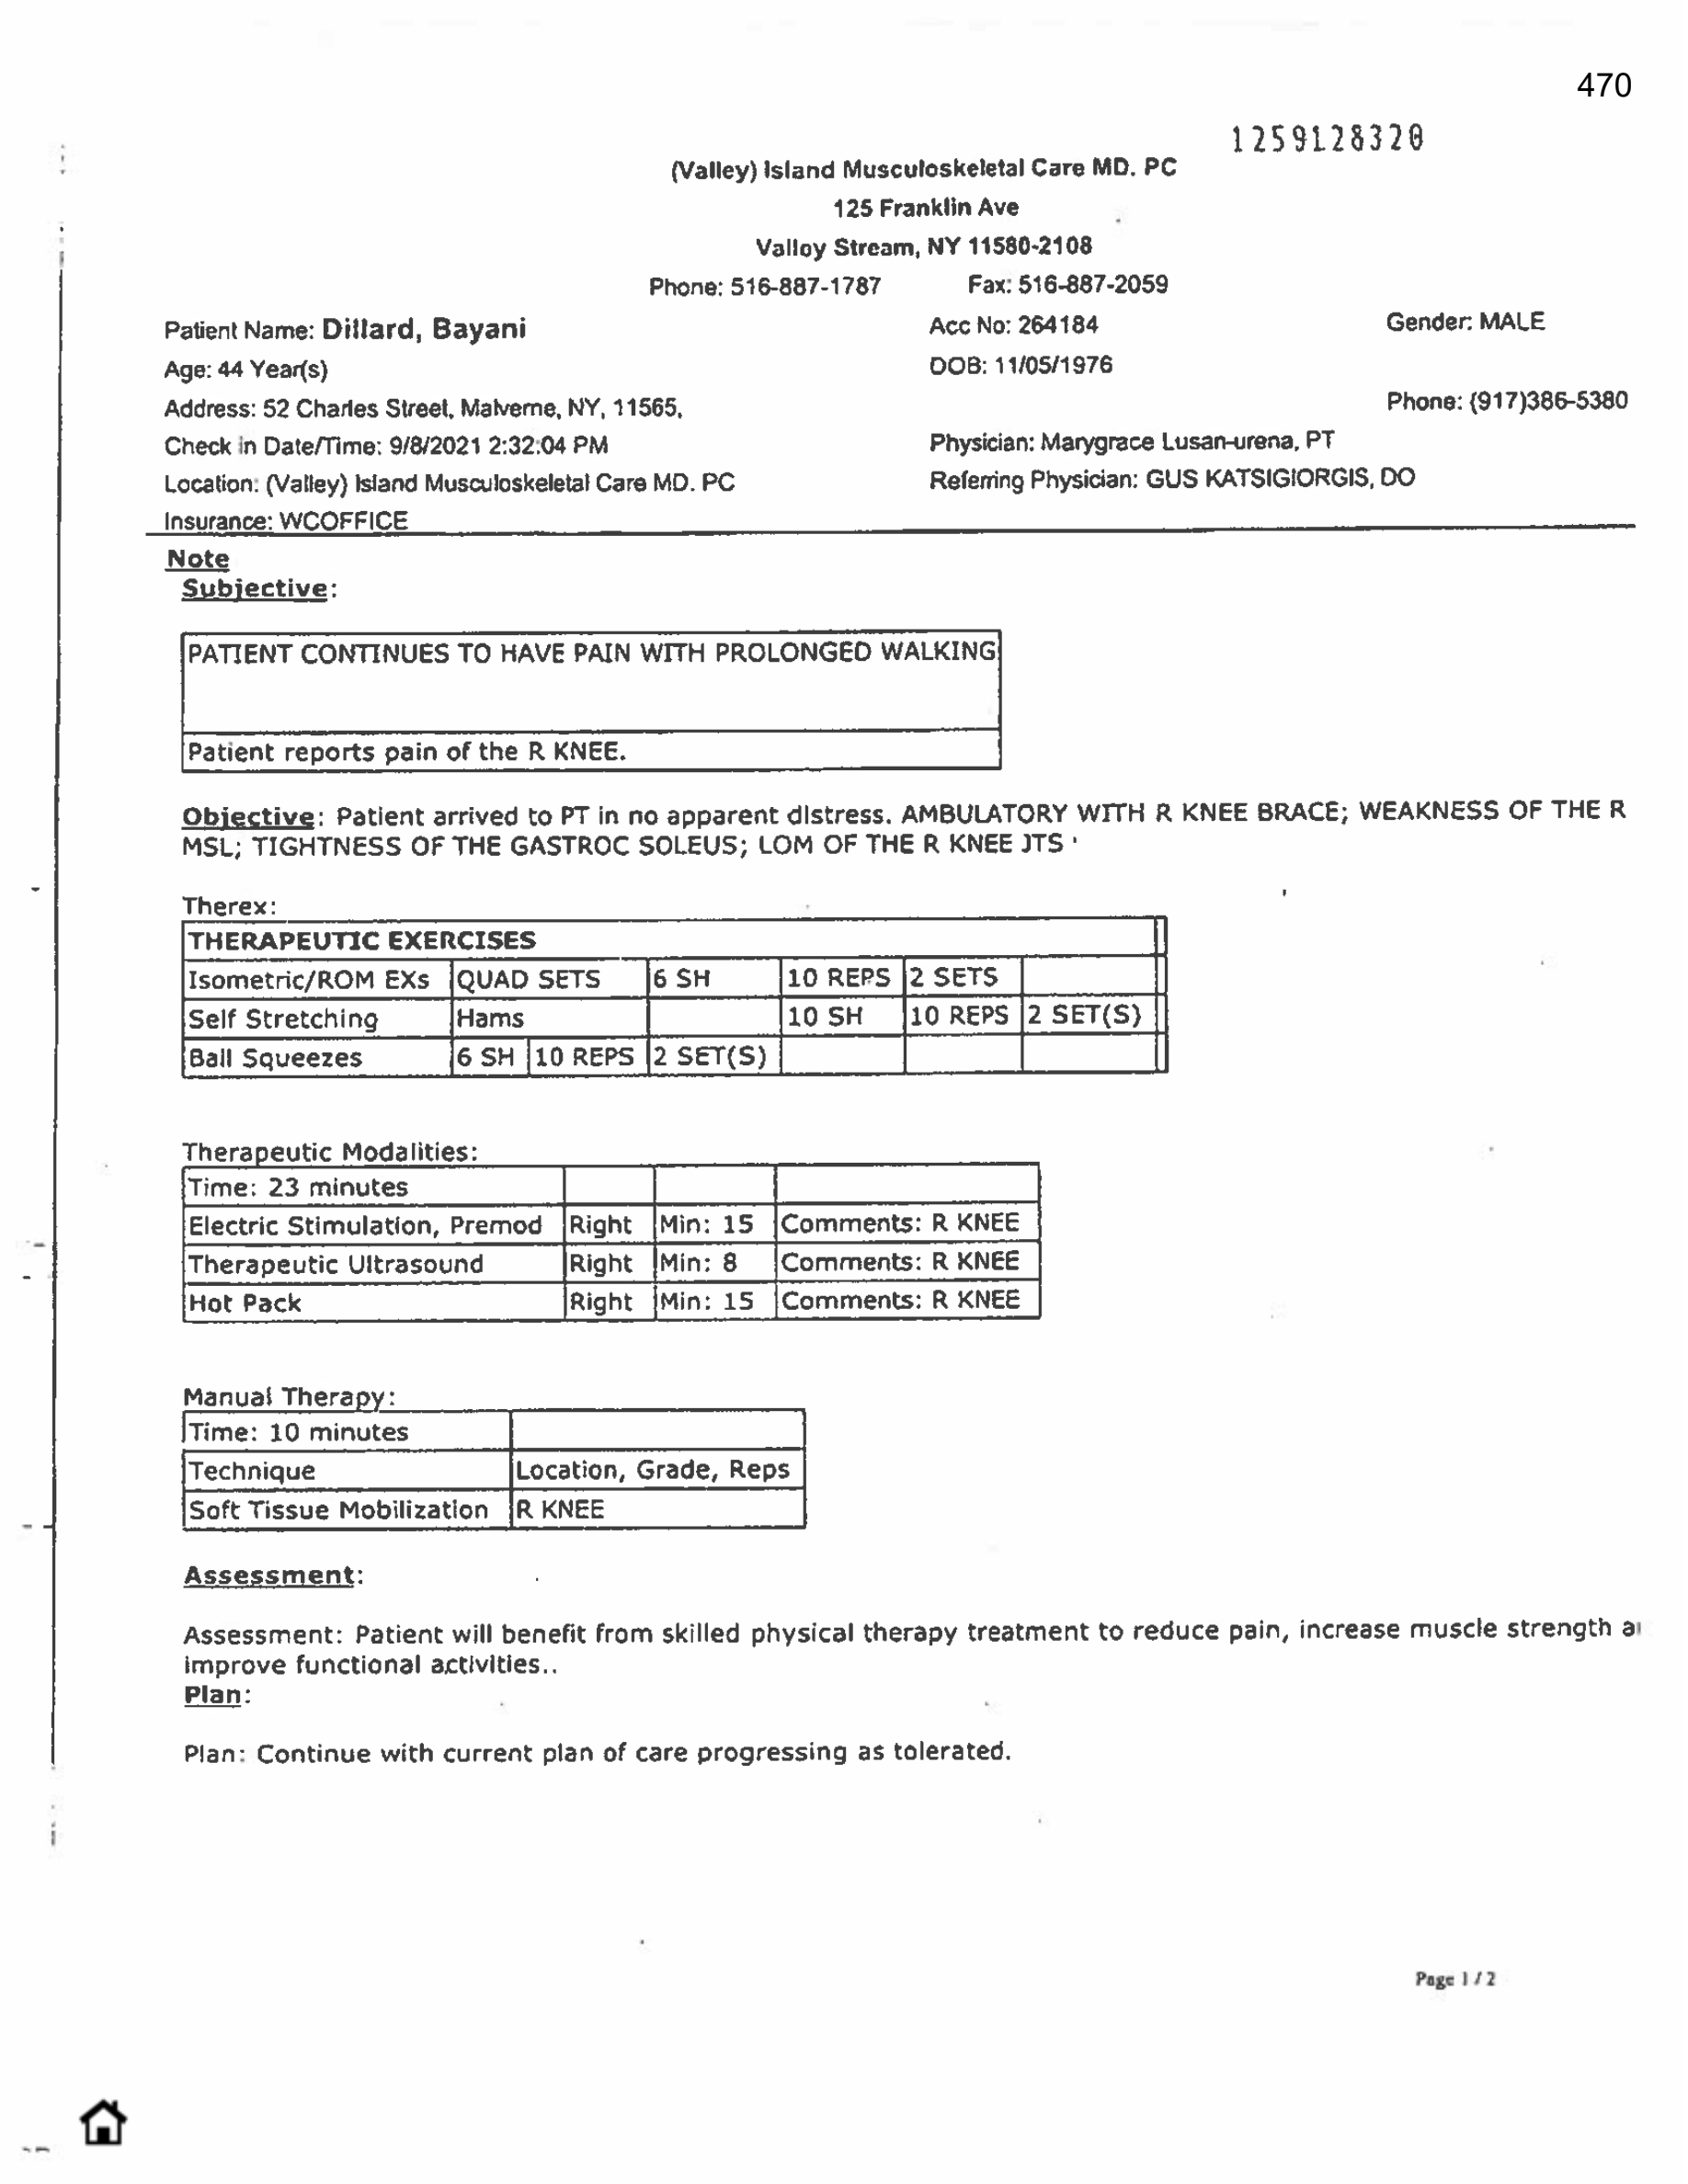 470
1259128320
(Valley) Island Musculoskeletal Care MD. PC
125 Franklin Ave
Valley Stream, NY 11580-2108
Phone: 516-887-1787 Fax: 516-887-2059
Patient Name: Dillard, Bayani Acc No: 264184 Gender: MALE
Age: 44 Year(s) DOB: 11/05/1976
Address: 52 Charles Street, Malverne, NY, 11565, Phone: (917)386-5380
Check in Date/Time: 9/8/2021 2:32:04 PM Physician: Marygrace Lusan-urena, PT
Location: (Valley) Island Musculoskeletal Care MD. PC Referring Physician: GUS KATSIGIORGIS, DO
Insurance: WCOFFICE
Note
Subjective:
PATIENT CONTINUES TO HAVE PAIN WITH PROLONGED WALKING
Patient reports pain of the R KNEE.
Objective: Patient arrived to PT in no apparent distress. AMBULATORY WITH R KNEE BRACE; WEAKNESS OF THE R
MSL; TIGHTNESS OF THE GASTROC SOLEUS; LOM OF THE R KNEE JTS
Therex:
THERAPEUTIC EXERCISES
Isometric/ROM EXs QUAD SETS 6 SH 10 REPS 2 SETS
Self Stretching Hams 10 SH 10 REPS 2 SET(S)
Ball Squeezes 6 SH 10 REPS 2 SET(S)
Therapeutic Modalities:
Time: 23 minutes
Electric Stimulation, Premod Right Min: 15 Comments: R KNEE
Therapeutic Ultrasound Right Min: 8 Comments: R KNEE
Hot Pack Right Min: 15 Comments: R KNEE
Manual Therapy:
Time: 10 minutes
Technique Location, Grade, Reps
Soft Tissue Mobilization R KNEE
Assessment:
Assessment: Patient will benefit from skilled physical therapy treatment to reduce pain, increase muscle strength
improve functional activities..
Plan:
Plan: Continue with current plan of care progressing as tolerated.
Page 1 / 2